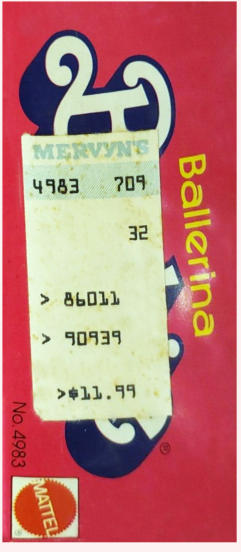 MERVYN'S
4983 709
32
> 86011
> 90939
>$11.99
Ballerina
®
No. 4983
MATTEL
®